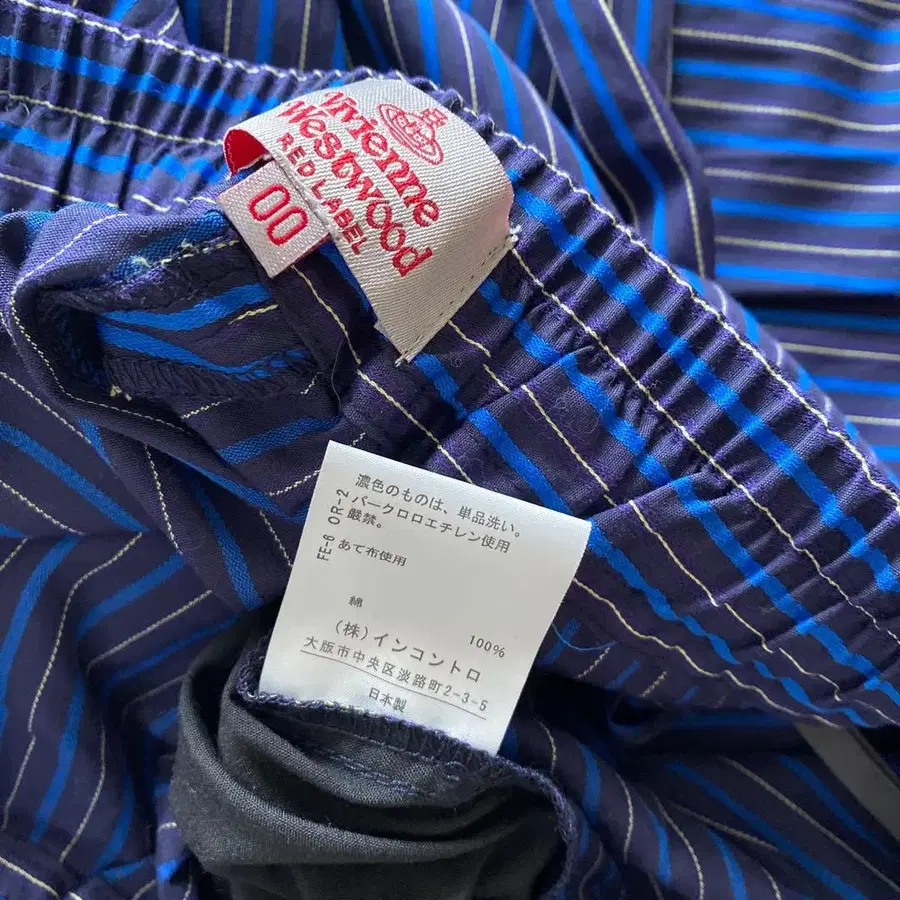 Vivienne
Westwood
RED LABEL
00
濃色のものは、単品洗い。
パークロロエチレン使用
厳禁。
あて布使用
FE-6 OR-2
綿 100%
(株)インコントロ
大阪市中央区淡路町2-3-5
日本製